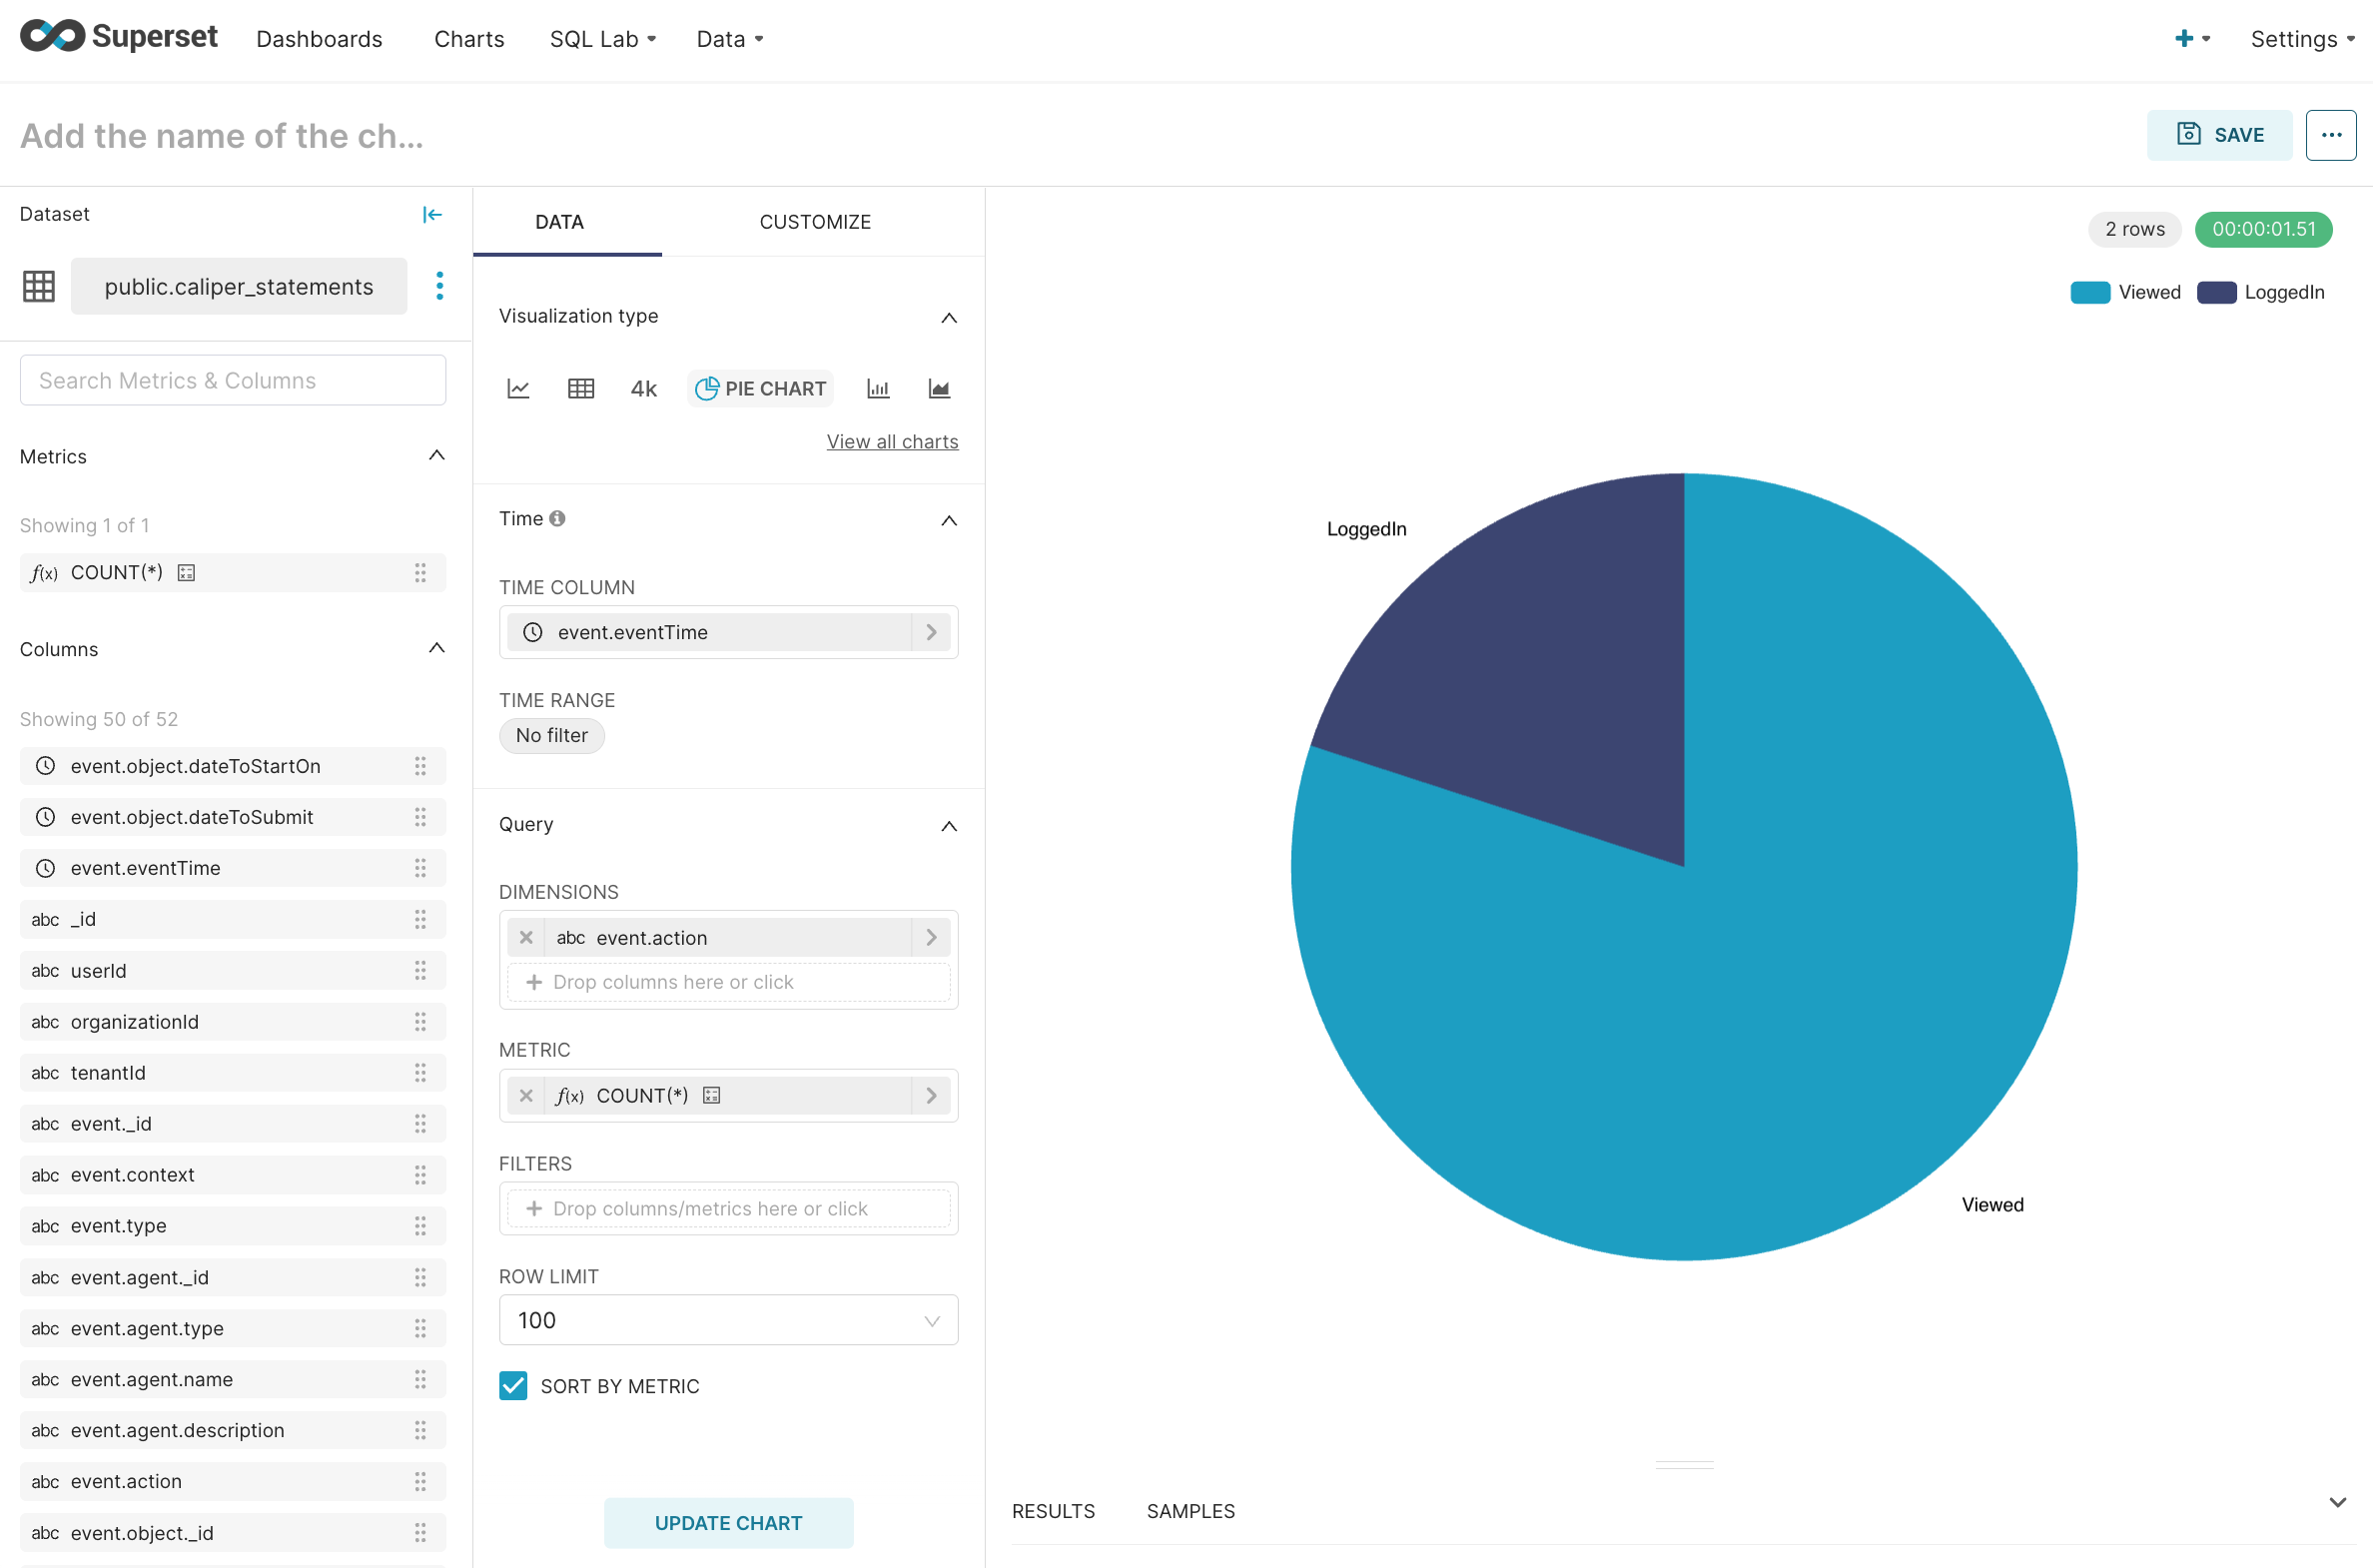 Superset
Dashboards
Charts
SQL Lab
Data
Settings
Add the name of the ch...
SAVE
Dataset
public.caliper_statements
Search Metrics & Columns
Metrics
Showing 1 of 1
f(x) COUNT(*)
Columns
Showing 50 of 52
event.object.dateToStartOn
event.object.dateToSubmit
event.eventTime
abc _id
abc userId
abc organizationId
abc tenantId
abc event._id
abc event.context
abc event.type
abc event.agent._id
abc event.agent.type
abc event.agent.name
abc event.agent.description
abc event.action
abc event.object._id
DATA
CUSTOMIZE
Visualization type
4k
PIE CHART
View all charts
Time
TIME COLUMN
event.eventTime
TIME RANGE
No filter
Query
DIMENSIONS
abc event.action
Drop columns here or click
METRIC
f(x) COUNT(*)
FILTERS
Drop columns/metrics here or click
ROW LIMIT
100
SORT BY METRIC
UPDATE CHART
2 rows
00:00:01.51
Viewed
LoggedIn
LoggedIn
Viewed
RESULTS
SAMPLES